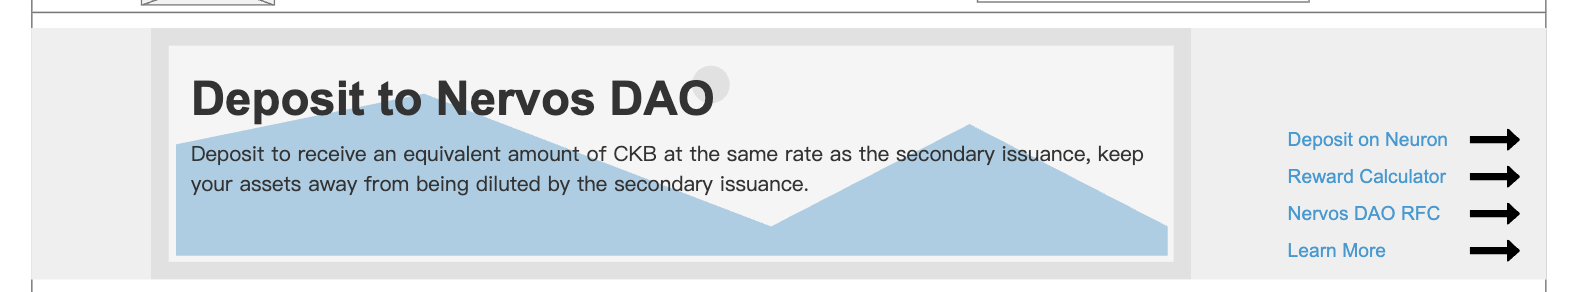 Deposit to Nervos DAO
Deposit to receive an equivalent amount of CKB at the same rate as the secondary issuance, keep
your assets away from being diluted by the secondary issuance.
Deposit on Neuron
Reward Calculator
Nervos DAO RFC
Learn More